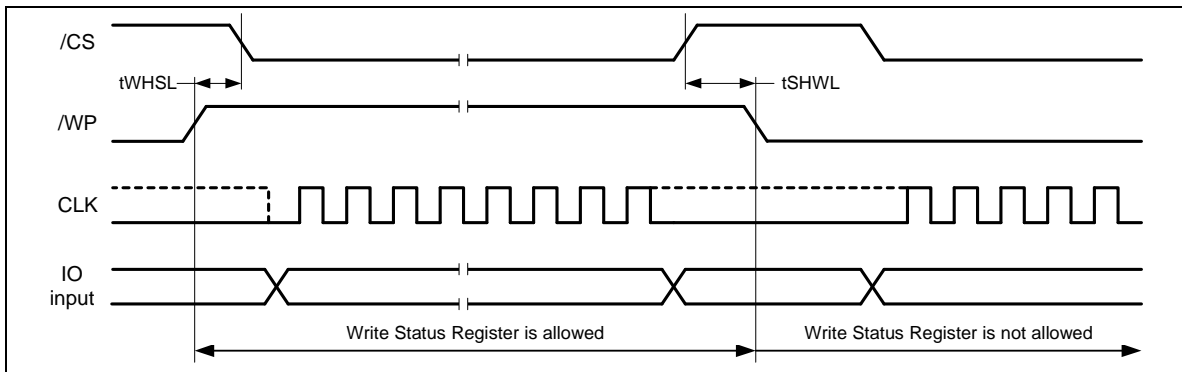 /CS
tWHSL
tSHWL
/WP
CLK
IO
input
Write Status Register is allowed
Write Status Register is not allowed